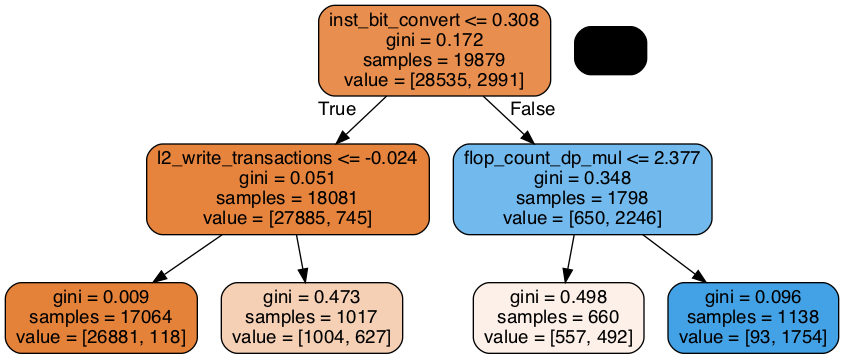 inst_bit_convert <= 0.308
gini = 0.172
samples = 19879
value = [28535, 2991]
True
False
l2_write_transactions <= -0.024
gini = 0.051
samples = 18081
value = [27885, 745]
flop_count_dp_mul <= 2.377
gini = 0.348
samples = 1798
value = [650, 2246]
gini = 0.009
samples = 17064
value = [26881, 118]
gini = 0.473
samples = 1017
value = [1004, 627]
gini = 0.498
samples = 660
value = [557, 492]
gini = 0.096
samples = 1138
value = [93, 1754]